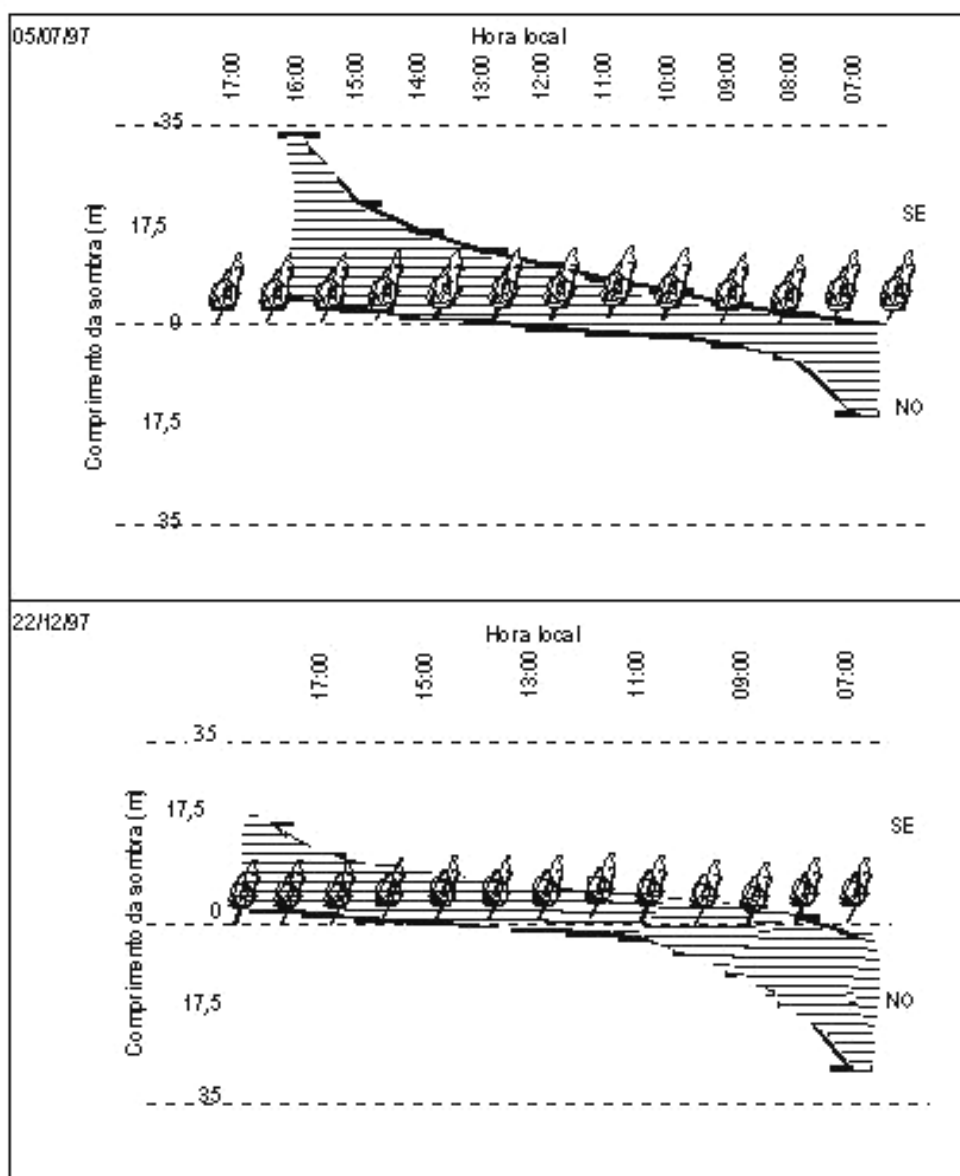 05/07/97
Hora local
17:00 16:00 15:00 14:00 13:00 12:00 11:00 10:00 09:00 08:00 07:00
-35
SE
17,5
Comprimento da sombra (m)
0
NO
17,5
35
22/12/97
Hora local
17:00 15:00 13:00 11:00 09:00 07:00
35
17,5
SE
Comprimento da sombra (m)
0
17,5
NO
35